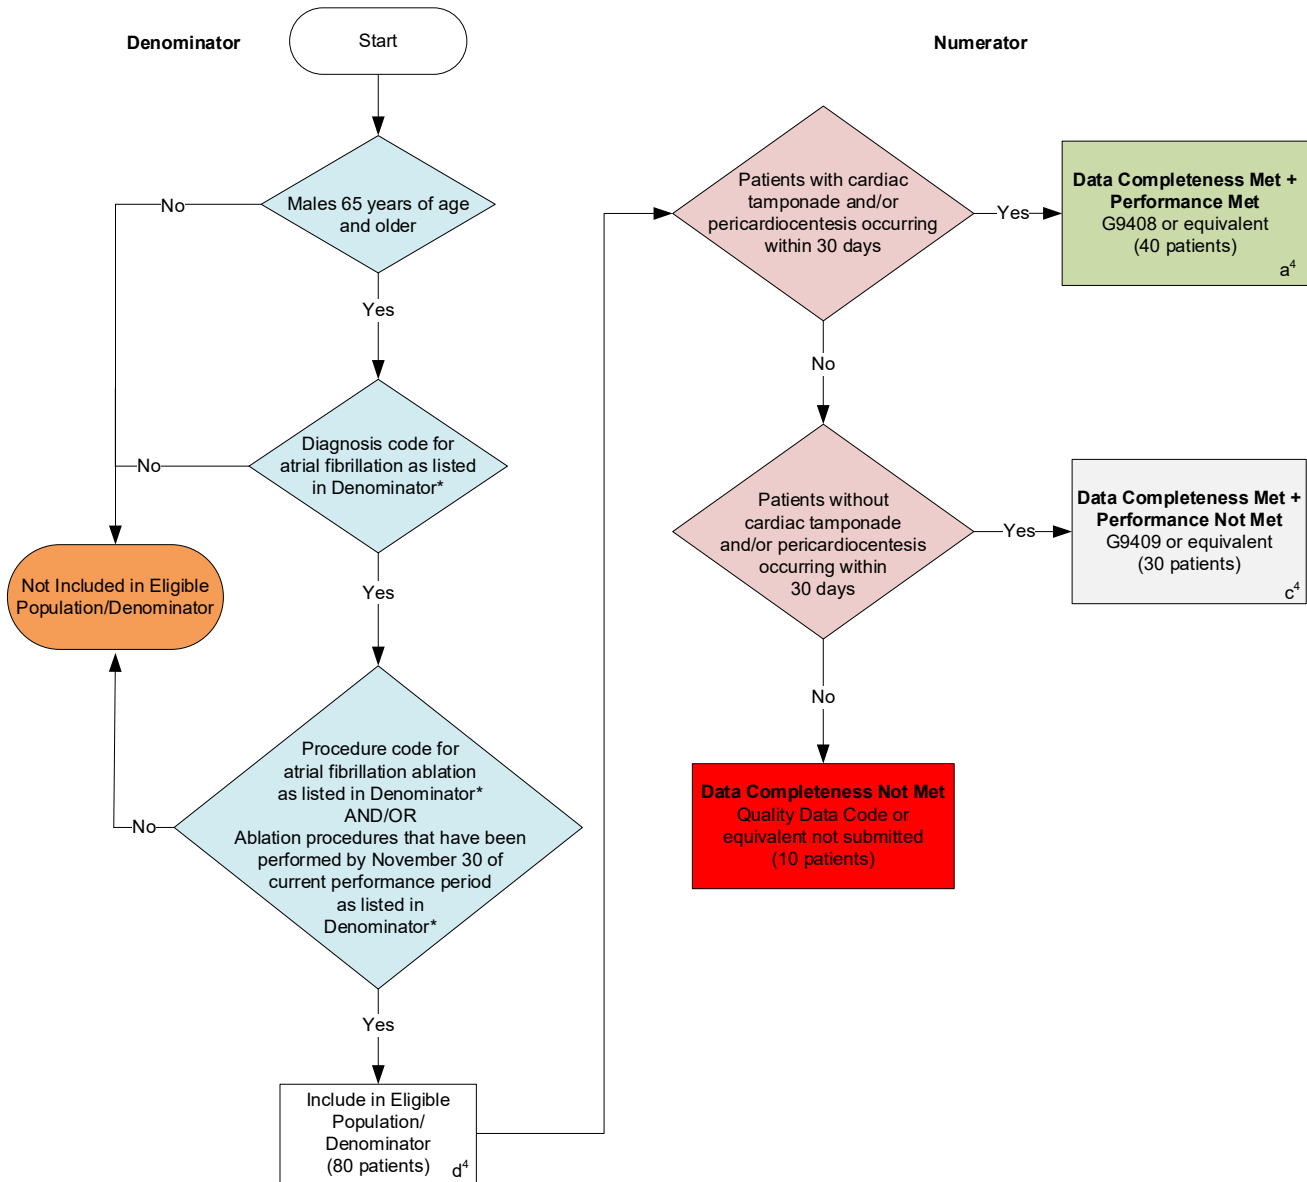 Denominator
Start
Numerator
Males 65 years of age
and older
No
Yes
Diagnosis code for
atrial fibrillation as listed
in Denominator*
No
Yes
Not Included in Eligible
Population/Denominator
Procedure code for
atrial fibrillation ablation
as listed in Denominator*
AND/OR
Ablation procedures that have been
performed by November 30 of
current performance period
as listed in
Denominator*
No
Yes
Include in Eligible
Population/
Denominator
(80 patients)
d⁴
Patients with cardiac
tamponade and/or
pericardiocentesis occurring
within 30 days
Yes
Data Completeness Met +
Performance Met
G9408 or equivalent
(40 patients)
a⁴
No
Patients without
cardiac tamponade
and/or pericardiocentesis
occurring within
30 days
Yes
Data Completeness Met +
Performance Not Met
G9409 or equivalent
(30 patients)
c⁴
No
Data Completeness Not Met
Quality Data Code or
equivalent not submitted
(10 patients)